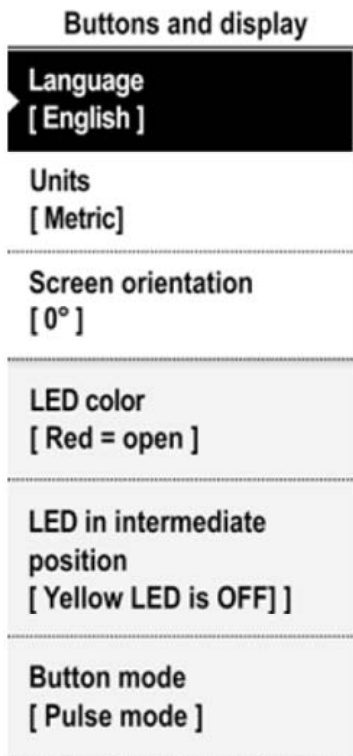 Buttons and display
Language
[ English ]
Units
[ Metric]
Screen orientation
[ 0° ]
LED color
[ Red = open ]
LED in intermediate
position
[ Yellow LED is OFF] ]
Button mode
[ Pulse mode ]